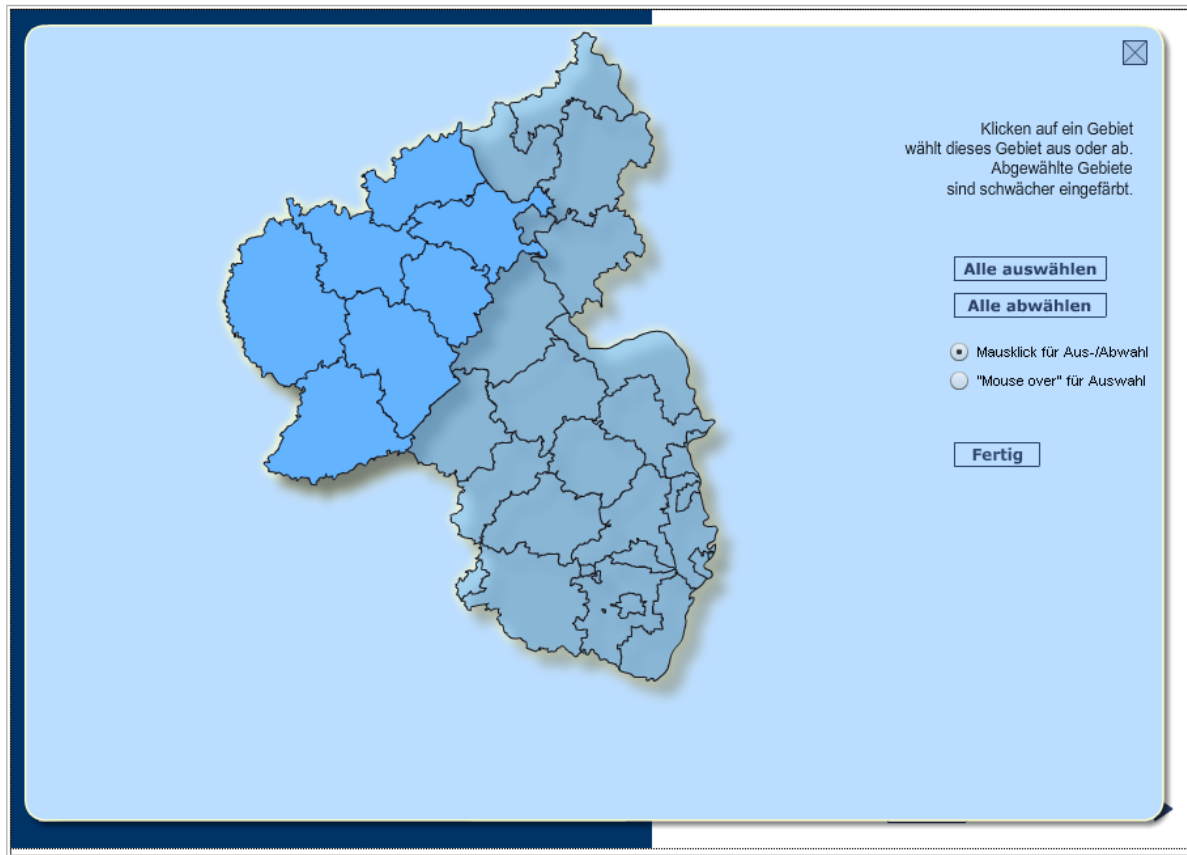 Klicken auf ein Gebiet
wählt dieses Gebiet aus oder ab.
Abgewählte Gebiete
sind schwächer eingefärbt.
Alle auswählen
Alle abwählen
Mausklick für Aus-/Abwahl
"Mouse over" für Auswahl
Fertig